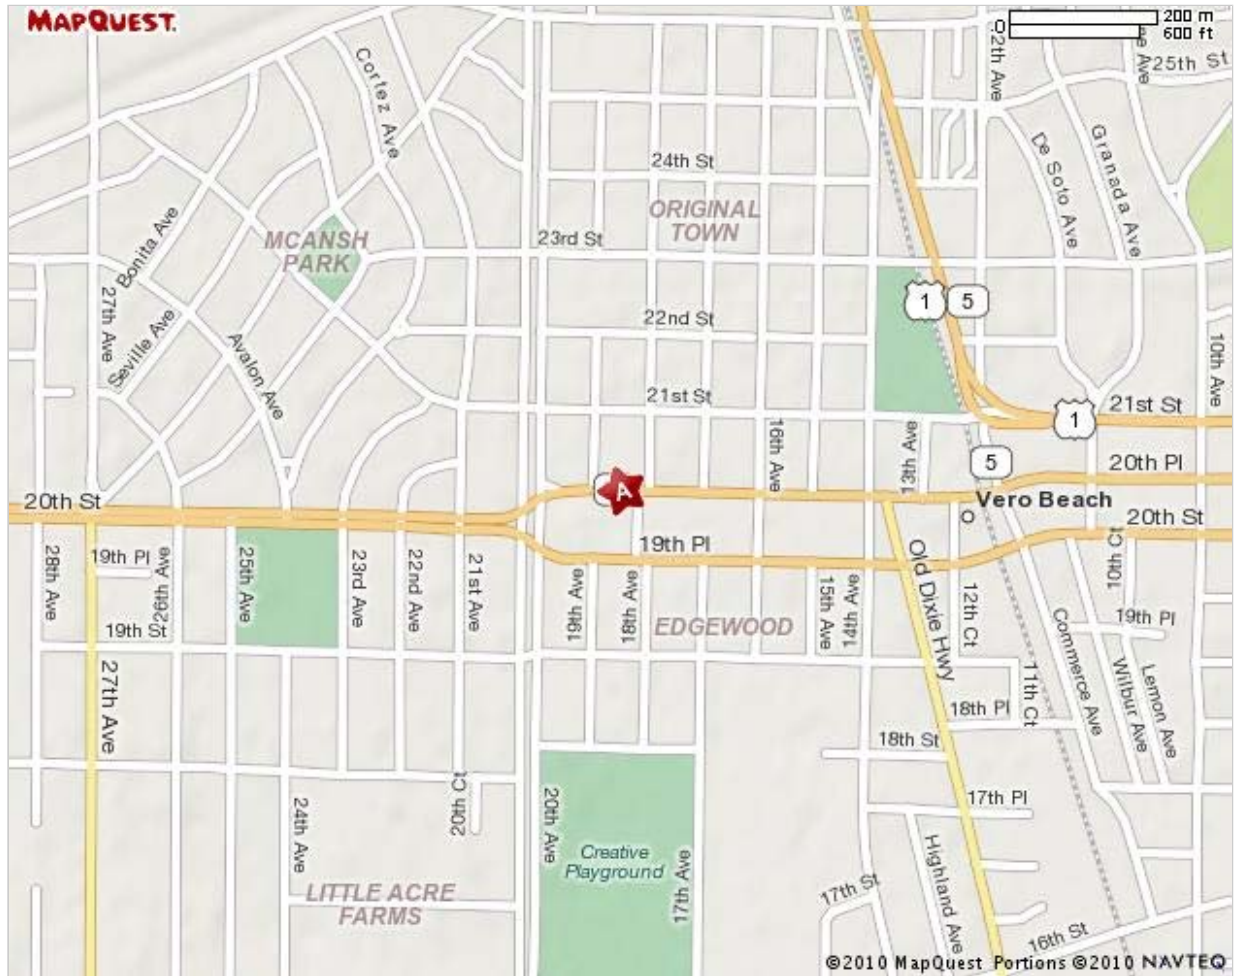 MAPQUEST.
0
200 m
600 ft
Cortez Ave
12th Ave
25th St
De Soto Ave
Granada Ave
24th St
ORIGINAL
TOWN
MCANSH
PARK
23rd St
Bonita Ave
27th Ave
Seville Ave
Avalon Ave
22nd St
1
5
10th Ave
21st St
16th Ave
13th Ave
1
21st St
5
20th Pl
20th St
A
Vero Beach
20th St
19th Pl
28th Ave
19th Pl
26th Ave
25th Ave
23rd Ave
22nd Ave
21st Ave
19th Ave
18th Ave
15th Ave
14th Ave
Old Dixie Hwy
12th Ct
10th Ct
19th St
EDGEWOOD
19th Pl
27th Ave
11th Ct
Commerce Ave
Wilbur Ave
Lemon Ave
18th Pl
18th St
24th Ave
20th Ct
20th Ave
17th Pl
Creative
Playground
17th Ave
Highland Ave
LITTLE ACRE
FARMS
17th St
16th St
©2010 MapQuest Portions ©2010 NAVTEQ